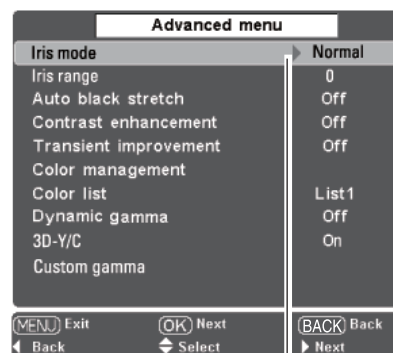 Advanced menu
Iris mode Normal
Iris range 0
Auto black stretch Off
Contrast enhancement Off
Transient improvement Off
Color management
Color list List1
Dynamic gamma Off
3D-Y/C On
Custom gamma
MENU Exit OK Next BACK Back
Back Select Next